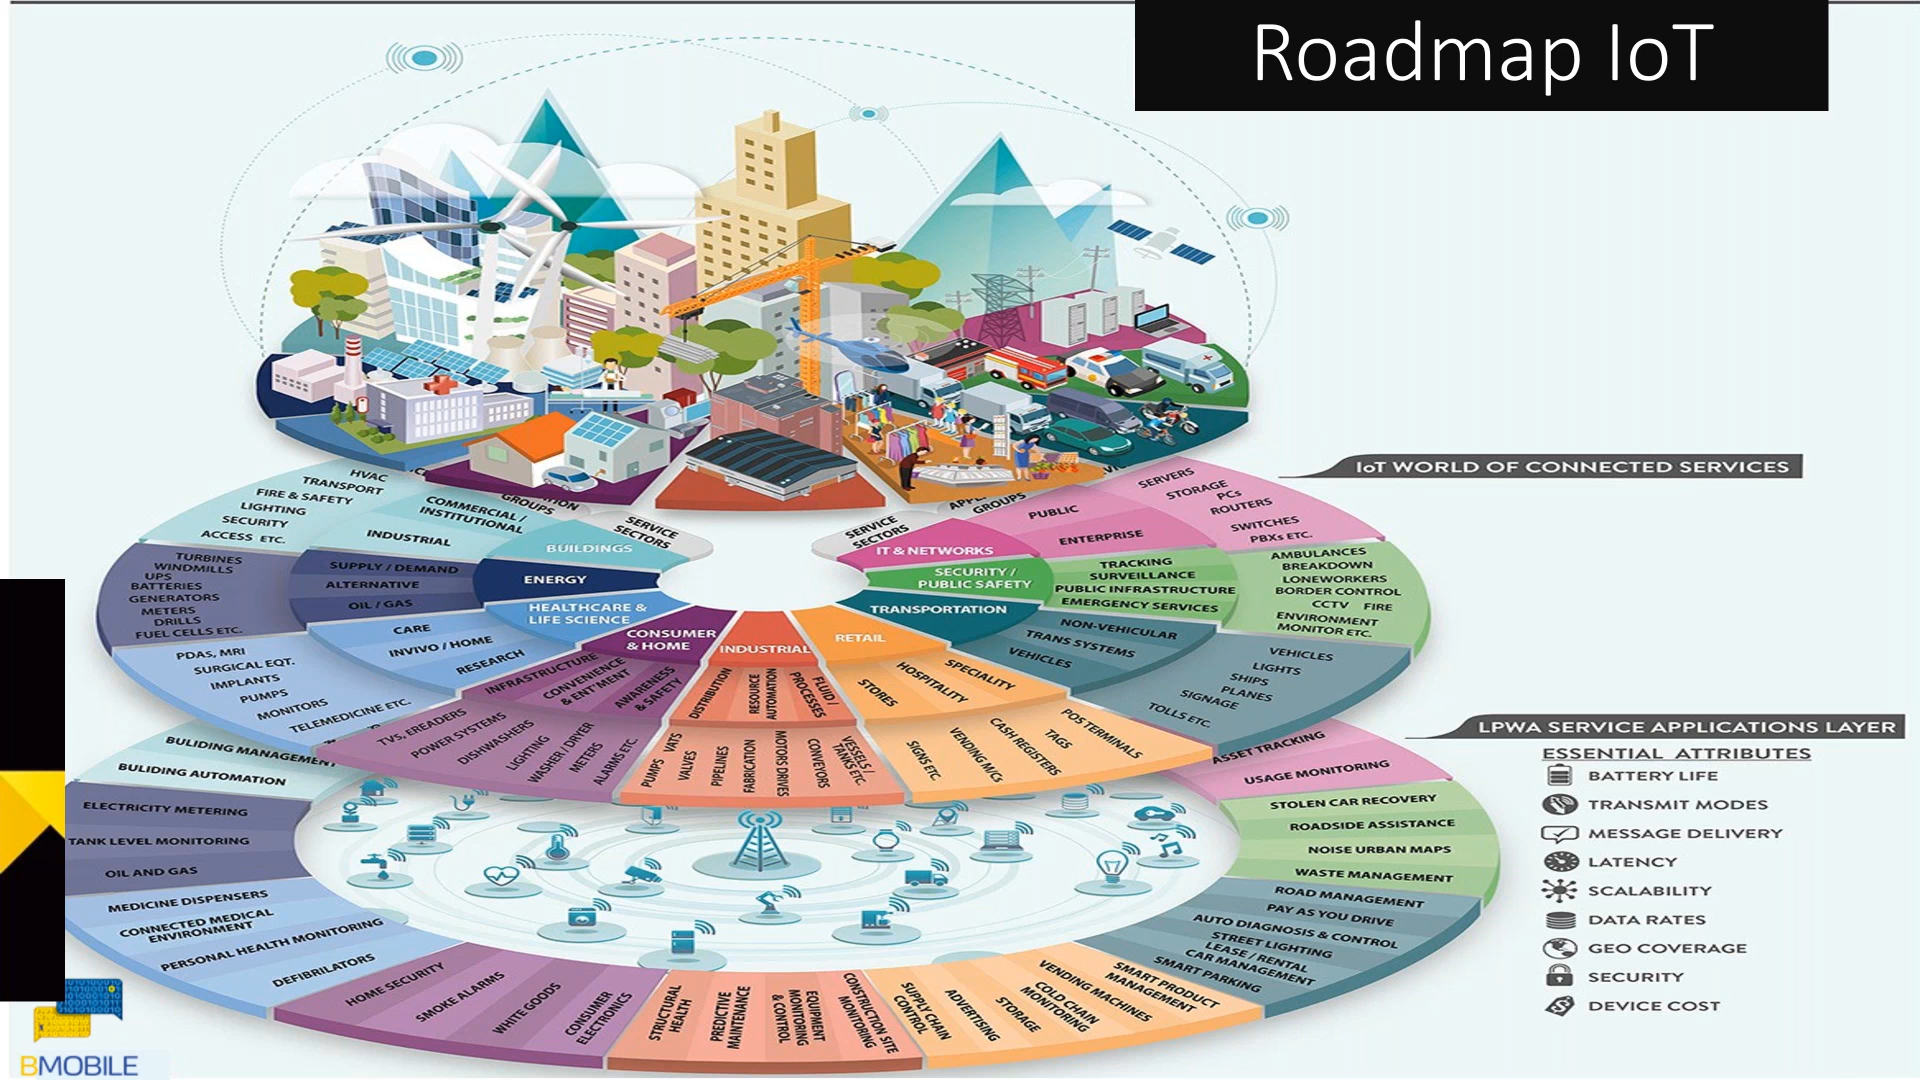 Roadmap IoT
IoT WORLD OF CONNECTED SERVICES
HVAC
TRANSPORT
FIRE & SAFETY
LIGHTING
SECURITY
ACCESS ETC.
COMMERCIAL /
INSTITUTIONAL
INDUSTRIAL
GROUPS
SERVICE
SECTORS
BUILDINGS
TURBINES
WINDMILLS
UPS
BATTERIES
GENERATORS
METERS
DRILLS
FUEL CELLS ETC.
SUPPLY / DEMAND
ALTERNATIVE
OIL / GAS
ENERGY
PDAS, MRI
SURGICAL EQT.
IMPLANTS
PUMPS
MONITORS
TELEMEDICINE ETC.
CARE
INVIVO / HOME
RESEARCH
HEALTHCARE &
LIFE SCIENCE
CONSUMER
& HOME
INFRASTRUCTURE
CONVENIENCE
& ENT'MENT
AWARENESS
& SAFETY
TVs, EREADERS
POWER SYSTEMS
DISHWASHERS
LIGHTING
WASHER / DRYER
METERS
ALARMS ETC.
INDUSTRIAL
DISTRIBUTION
RESOURCE
AUTOMATION
FLUID /
PROCESSES
PUMPS VATS
VALVES
PIPELINES
FABRICATION
MOTORS DRIVES
CONVEYORS
VESSELS /
TANKS ETC.
RETAIL
STORES
HOSPITALITY
SPECIALITY
SIGNS ETC.
VENDING M/Cs
CASH REGISTERS
TAGS
POS TERMINALS
TRANSPORTATION
NON-VEHICULAR
TRANS SYSTEMS
VEHICLES
VEHICLES
LIGHTS
SHIPS
PLANES
SIGNAGE
TOLLS ETC.
SECURITY /
PUBLIC SAFETY
TRACKING
SURVEILLANCE
PUBLIC INFRASTRUCTURE
EMERGENCY SERVICES
AMBULANCES
BREAKDOWN
LONEWORKERS
BORDER CONTROL
CCTV FIRE
ENVIRONMENT
MONITOR ETC.
SERVICE
SECTORS
GROUPS
IT & NETWORKS
PUBLIC
ENTERPRISE
SERVERS
STORAGE
PCs
ROUTERS
SWITCHES
PBXs ETC.
LPWA SERVICE APPLICATIONS LAYER
ESSENTIAL ATTRIBUTES
BATTERY LIFE
TRANSMIT MODES
MESSAGE DELIVERY
LATENCY
SCALABILITY
DATA RATES
GEO COVERAGE
SECURITY
DEVICE COST
BULIDING MANAGEMENT
BULIDING AUTOMATION
ELECTRICITY METERING
TANK LEVEL MONITORING
OIL AND GAS
MEDICINE DISPENSERS
CONNECTED MEDICAL
ENVIRONMENT
PERSONAL HEALTH MONITORING
DEFIBRILATORS
HOME SECURITY
SMOKE ALARMS
WHITE GOODS
CONSUMER
ELECTRONICS
STRUCTURAL
HEALTH
PREDICTIVE
MAINTENANCE
EQUIPMENT
MONITORING
& CONTROL
CONSTRUCTION SITE
MONITORING
SUPPLY CHAIN
CONTROL
ADVERTISING
STORAGE
COLD CHAIN
MONITORING
VENDING MACHINES
SMART PRODUCT
MANAGEMENT
SMART PARKING
LEASE / RENTAL
CAR MANAGEMENT
STREET LIGHTING
AUTO DIAGNOSIS & CONTROL
PAY AS YOU DRIVE
ROAD MANAGEMENT
WASTE MANAGEMENT
NOISE URBAN MAPS
ROADSIDE ASSISTANCE
STOLEN CAR RECOVERY
USAGE MONITORING
ASSET TRACKING
BMOBILE